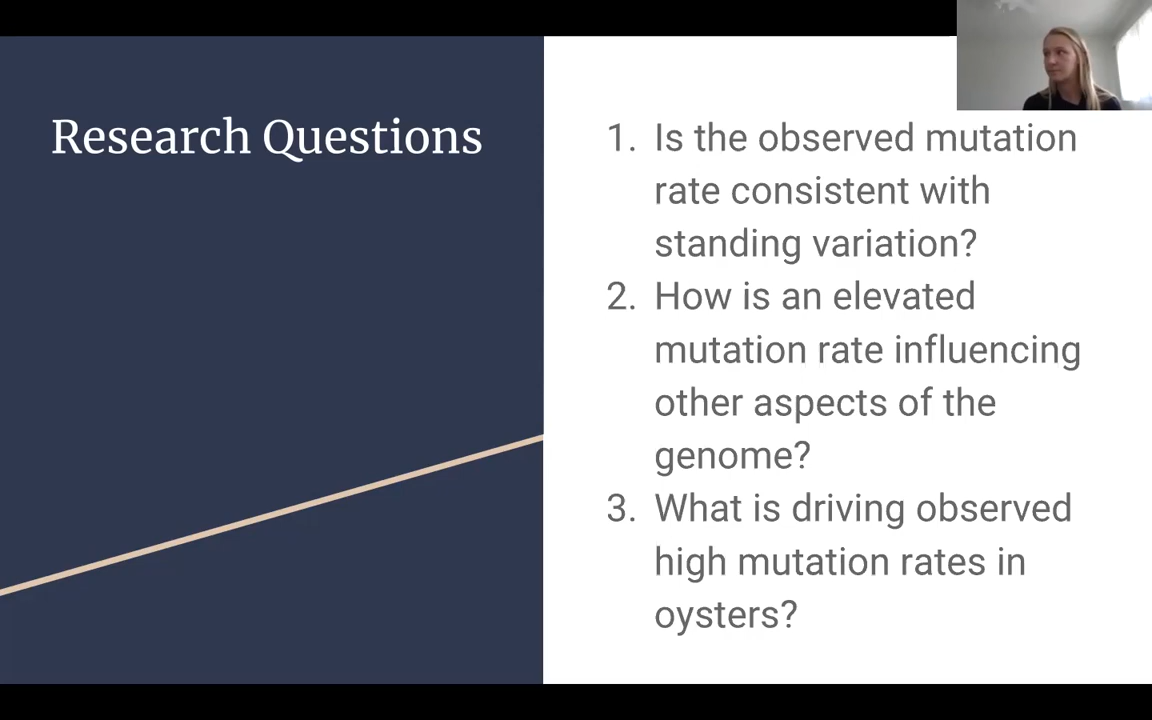 Research Questions
1. Is the observed mutation
rate consistent with
standing variation?
2. How is an elevated
mutation rate influencing
other aspects of the
genome?
3. What is driving observed
high mutation rates in
oysters?